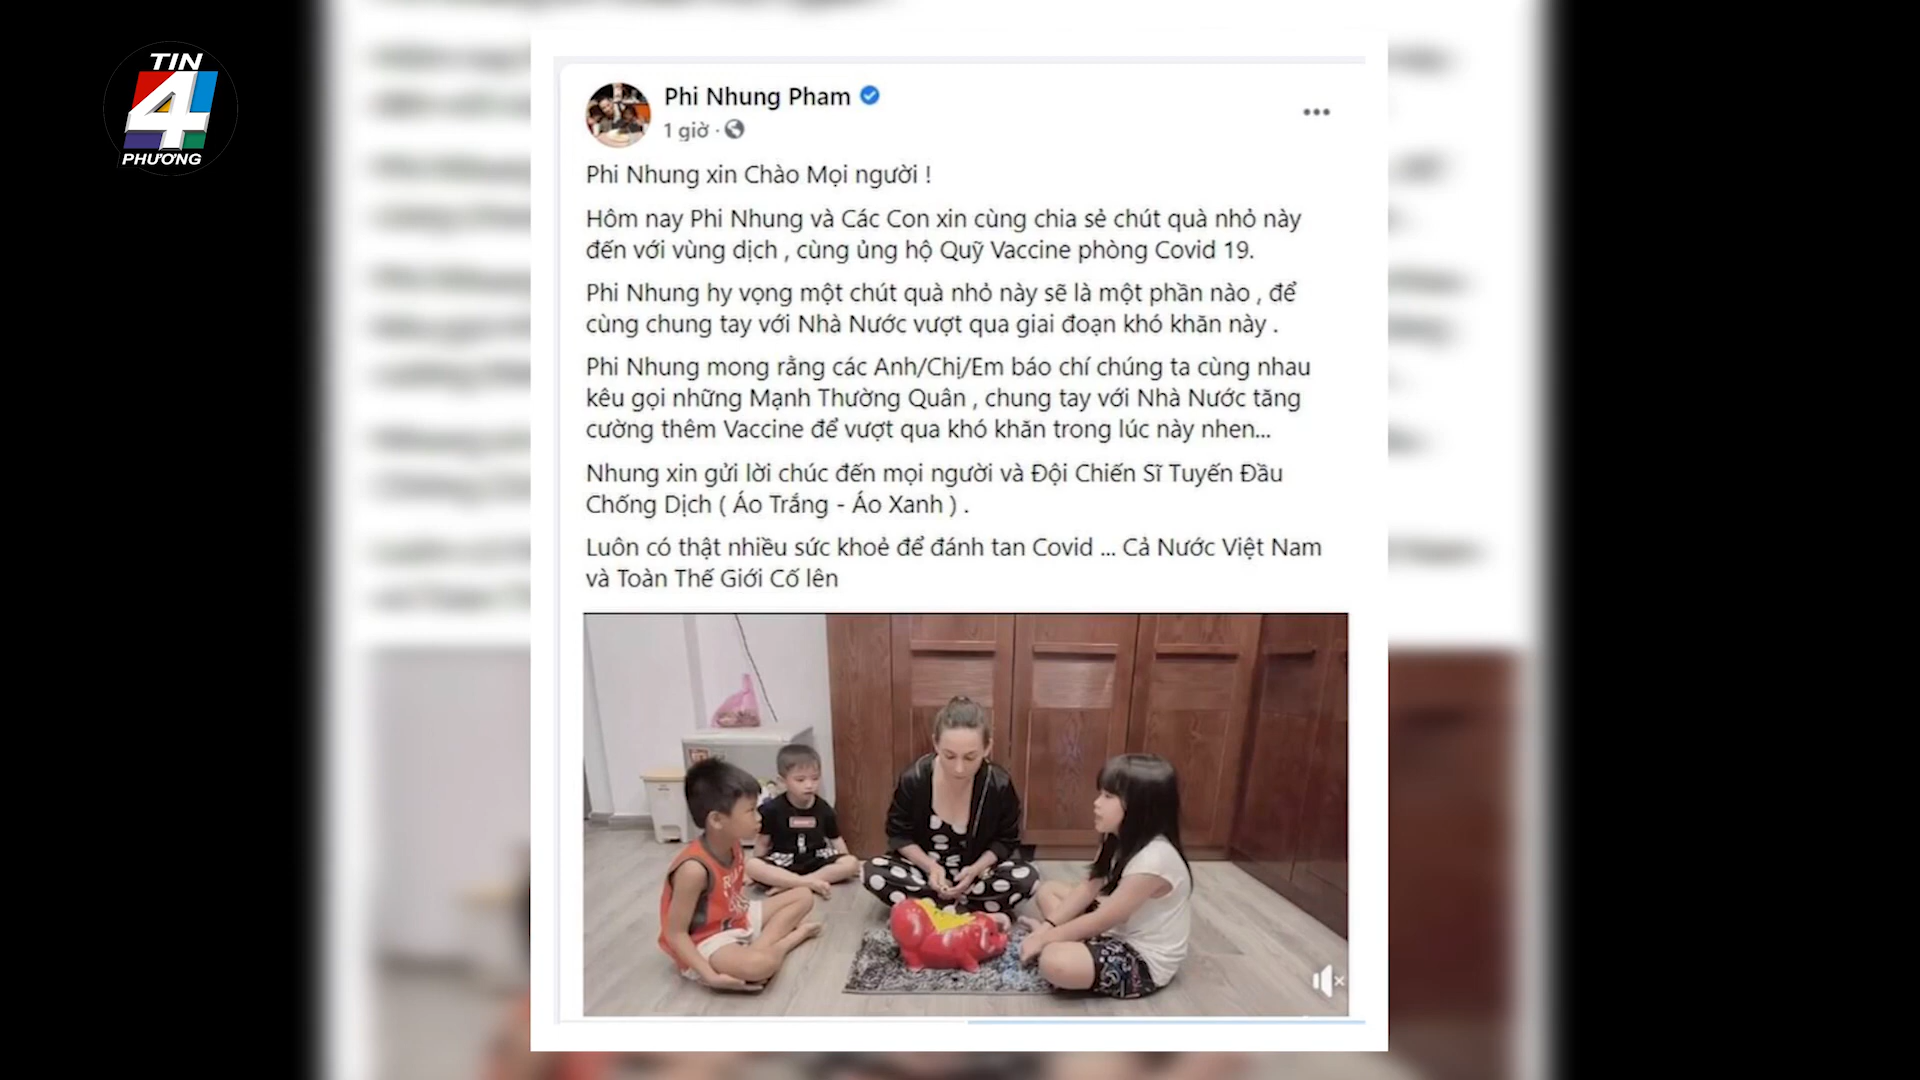 TIN
4
PHƯƠNG
Phi Nhung Pham
1 giờ ·
Phi Nhung xin Chào Mọi người !
Hôm nay Phi Nhung và Các Con xin cùng chia sẻ chút quà nhỏ này
đến với vùng dịch , cùng ủng hộ Quỹ Vaccine phòng Covid 19.
Phi Nhung hy vọng một chút quà nhỏ này sẽ là một phần nào , để
cùng chung tay với Nhà Nước vượt qua giai đoạn khó khăn này .
Phi Nhung mong rằng các Anh/Chị/Em báo chí chúng ta cùng nhau
kêu gọi những Mạnh Thường Quân , chung tay với Nhà Nước tăng
cường thêm Vaccine để vượt qua khó khăn trong lúc này nhen...
Nhung xin gửi lời chúc đến mọi người và Đội Chiến Sĩ Tuyến Đầu
Chống Dịch ( Áo Trắng - Áo Xanh ) .
Luôn có thật nhiều sức khoẻ để đánh tan Covid ... Cả Nước Việt Nam
và Toàn Thế Giới Cố lên